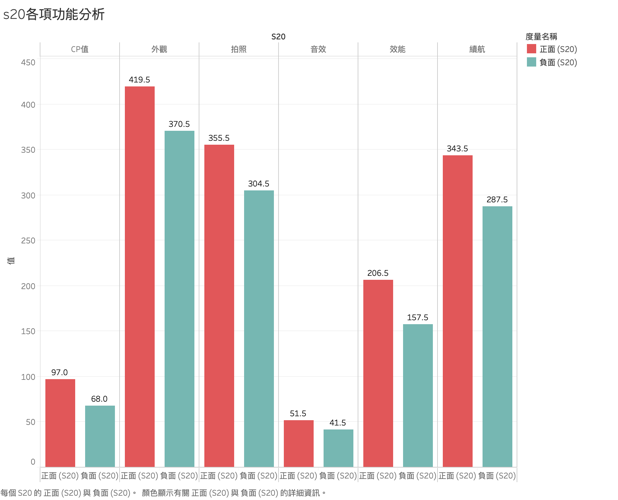 s20各項功能分析
S20
度量名稱
正面 (S20)
負面 (S20)
CP值
外觀
拍照
音效
效能
續航
450
400
350
300
250
200
150
100
50
0
值
97.0
68.0
419.5
370.5
355.5
304.5
51.5
41.5
206.5
157.5
343.5
287.5
正面 (S20) 負面 (S20) 正面 (S20) 負面 (S20) 正面 (S20) 負面 (S20) 正面 (S20) 負面 (S20) 正面 (S20) 負面 (S20) 正面 (S20) 負面 (S20)
每個 S20 的 正面 (S20) 與 負面 (S20)。 顏色顯示有關 正面 (S20) 與 負面 (S20) 的詳細資訊。